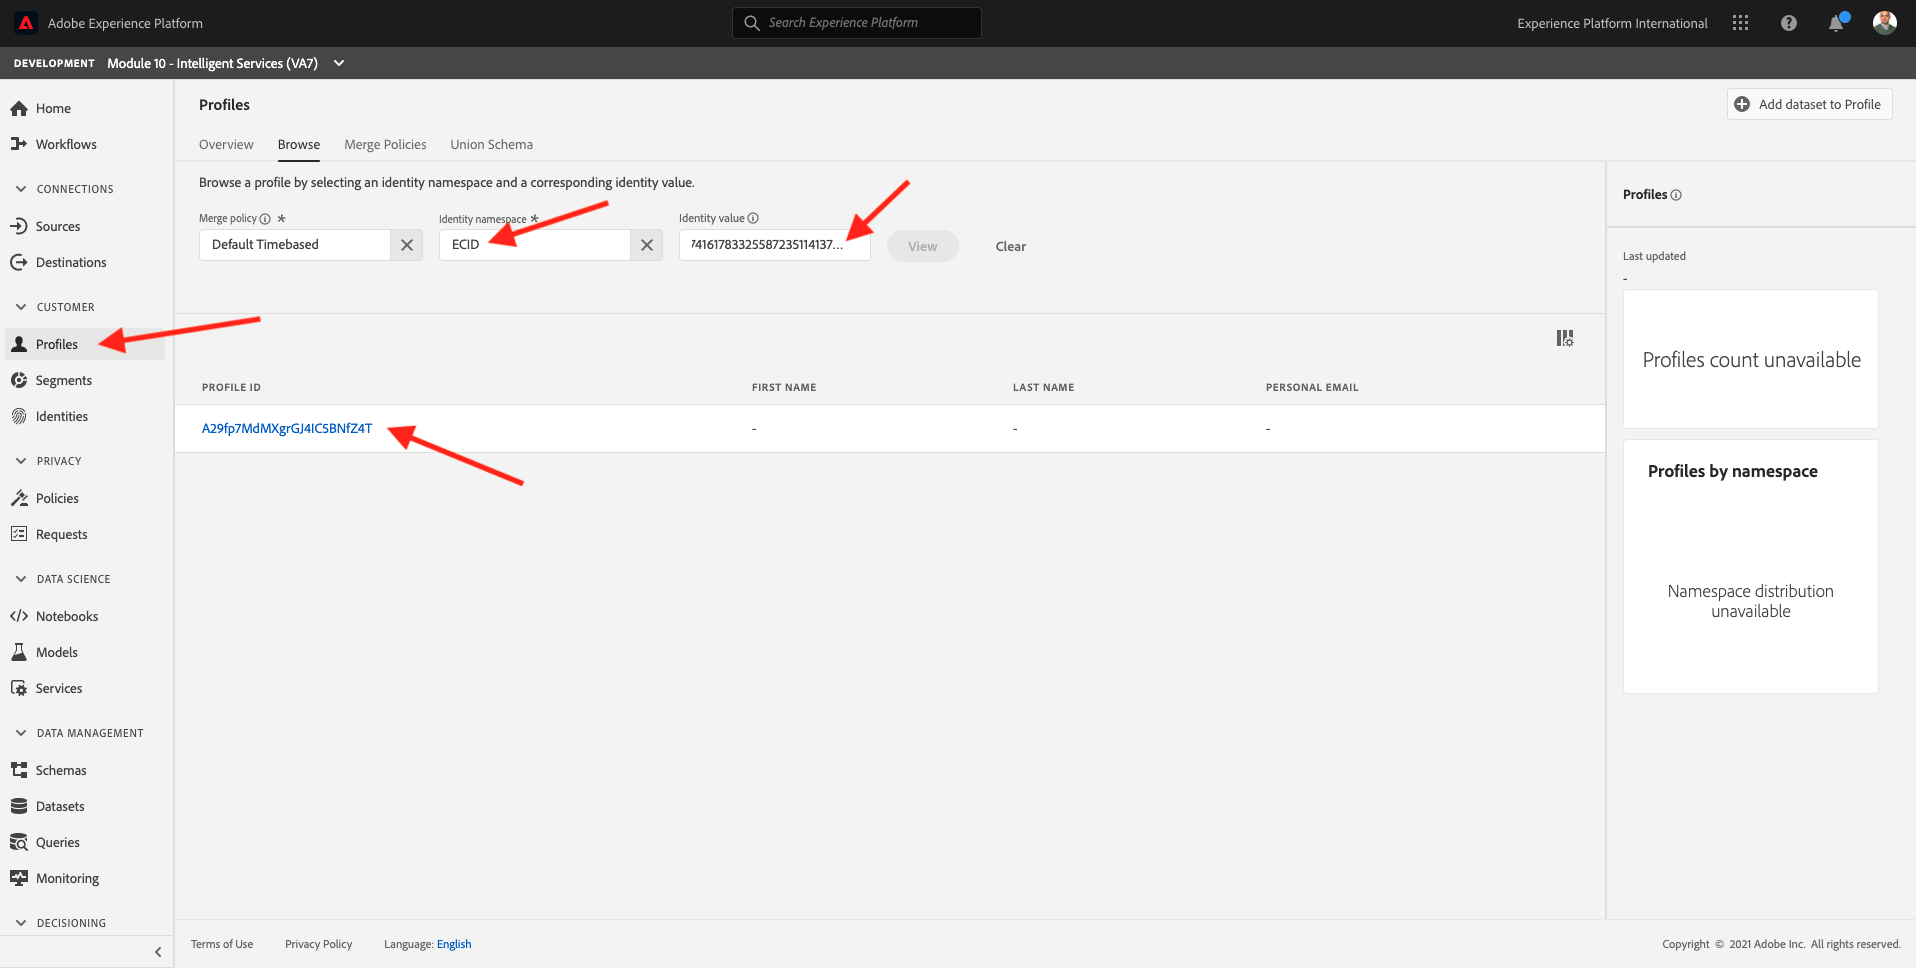 Adobe Experience Platform
Search Experience Platform
Experience Platform International
DEVELOPMENT Module 10 - Intelligent Services (VA7)
Home
Workflows
CONNECTIONS
Sources
Destinations
CUSTOMER
Profiles
Segments
Identities
PRIVACY
Policies
Requests
DATA SCIENCE
Notebooks
Models
Services
DATA MANAGEMENT
Schemas
Datasets
Queries
Monitoring
DECISIONING
Profiles
Add dataset to Profile
Overview Browse Merge Policies Union Schema
Browse a profile by selecting an identity namespace and a corresponding identity value.
Merge policy * Identity namespace * Identity value
Default Timebased ECID 74161783325587235114137... View Clear
PROFILE ID FIRST NAME LAST NAME PERSONAL EMAIL
A29fp7MdMXgrGJ4IC5BNfZ4T - - -
Profiles
Last updated
-
Profiles count unavailable
Profiles by namespace
Namespace distribution
unavailable
Terms of Use Privacy Policy Language: English
Copyright © 2021 Adobe Inc. All rights reserved.